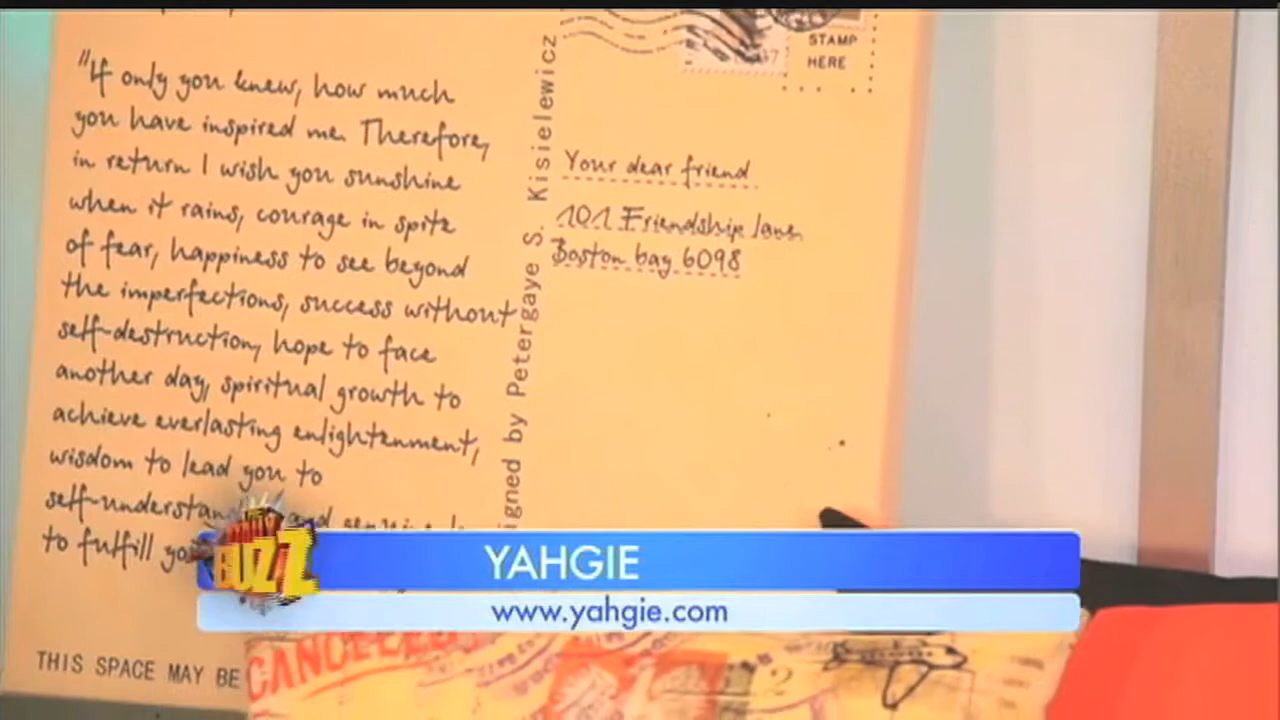 "If only you knew, how much
you have inspired me. Therefore,
in return I wish you sunshine
when it rains, courage in spite
of fear, happiness to see beyond
the imperfections, success without
self-destruction, hope to face
another day, spiritual growth to
achieve everlasting enlightenment,
wisdom to lead you to
and
to fulfill
THIS SPACE MAY BE
by Petergaye S. Kisielewicz
STAMP
HERE
Your dear friend
101 Friendship lane
Boston bay 6098
BUZZ
YAHGIE
www.yahgie.com
CANCELLED